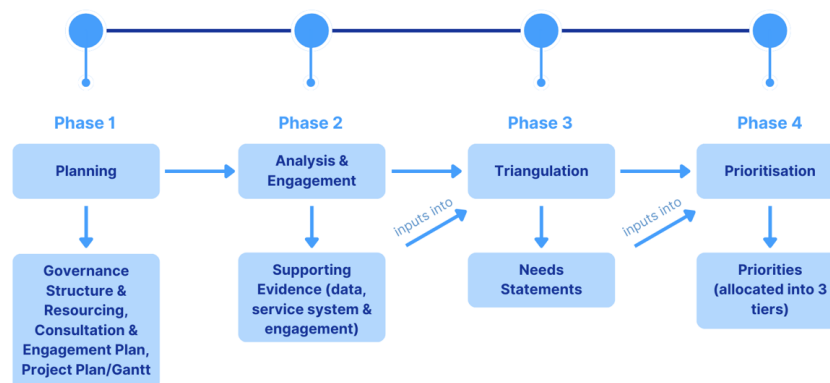 Phase 1
Phase 2
Phase 3
Phase 4
Planning
Analysis &
Engagement
Triangulation
Prioritisation
inputs into
inputs into
Governance
Structure &
Resourcing,
Consultation &
Engagement Plan,
Project Plan/Gantt
Supporting
Evidence (data,
service system &
engagement)
Needs
Statements
Priorities
(allocated into 3
tiers)